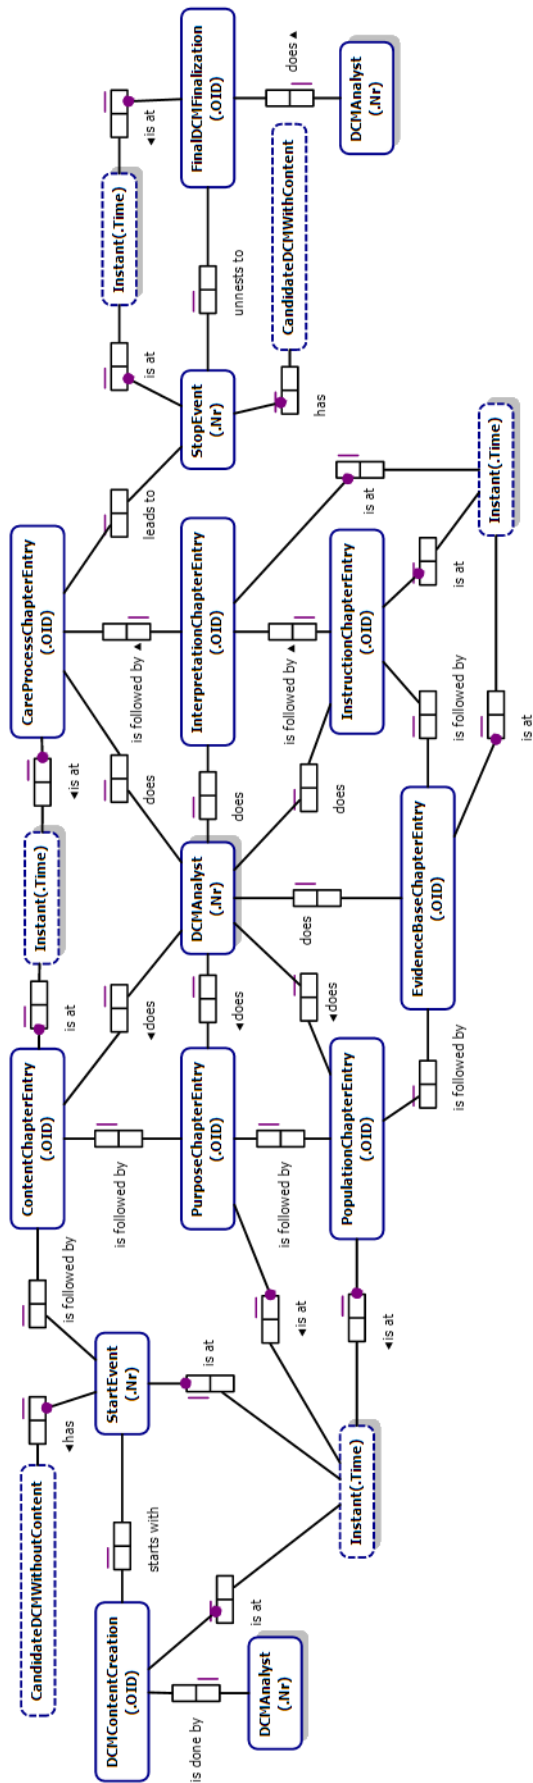 CandidateDCMWithoutContent
◄has
is followed by
ContentChapterEntry
(.OID)
is at
Instant(.Time)
◄is at
CareProcessChapterEntry
(.OID)
DCMContentCreation
(.OID)
starts with
StartEvent
(.Nr)
is followed by
◄does
does
is followed by ▲
leads to
is at
Instant(.Time)
◄is at
is done by
is at
PurposeChapterEntry
(.OID)
◄does
DCMAnalyst
(.Nr)
does
InterpretationChapterEntry
(.OID)
StopEvent
(.Nr)
unnests to
FinalDCMFinalization
(.OID)
DCMAnalyst
(.Nr)
is at
◄is at
is followed by
◄does
does
does
is followed by ▲
has
CandidateDCMWithContent
does ▲
Instant(.Time)
◄is at
PopulationChapterEntry
(.OID)
InstructionChapterEntry
(.OID)
is at
DCMAnalyst
(.Nr)
is followed by
EvidenceBaseChapterEntry
(.OID)
is followed by
is at
is at
Instant(.Time)